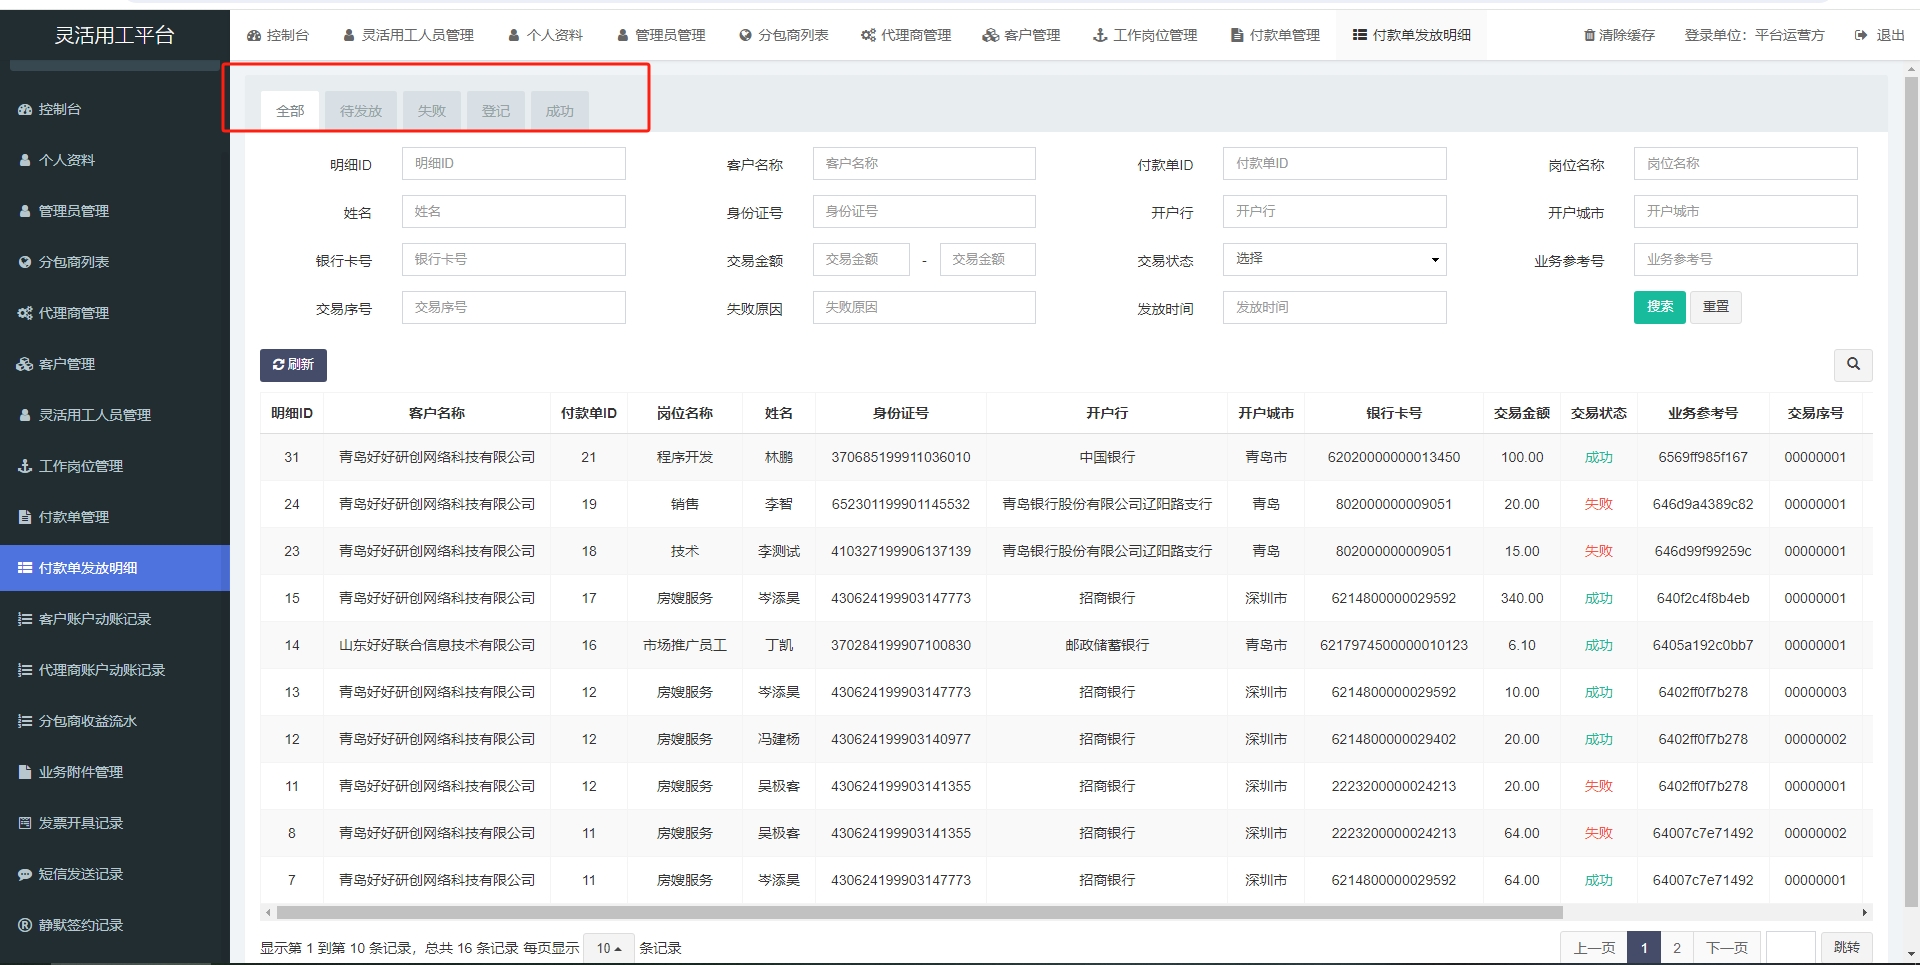 灵活用工平台
控制台 灵活用工人员管理 个人资料 管理员管理 分包商列表 代理商管理 客户管理 工作岗位管理 付款单管理 付款单发放明细 清除缓存 登录单位：平台运营方 退出
控制台
个人资料
管理员管理
分包商列表
代理商管理
客户管理
灵活用工人员管理
工作岗位管理
付款单管理
付款单发放明细
客户账户动账记录
代理商账户动账记录
分包商收益流水
业务附件管理
发票开具记录
短信发送记录
静默签约记录
全部 待发放 失败 登记 成功
明细ID 明细ID 客户名称 客户名称 付款单ID 付款单ID 岗位名称 岗位名称
姓名 姓名 身份证号 身份证号 开户行 开户行 开户城市 开户城市
银行卡号 银行卡号 交易金额 交易金额 - 交易金额 交易状态 选择 业务参考号 业务参考号
交易序号 交易序号 失败原因 失败原因 发放时间 发放时间 搜索 重置
刷新
明细ID 客户名称 付款单ID 岗位名称 姓名 身份证号 开户行 开户城市 银行卡号 交易金额 交易状态 业务参考号 交易序号
31 青岛好好研创网络科技有限公司 21 程序开发 林鹏 370685199911036010 中国银行 青岛市 62020000000013450 100.00 成功 6569ff985f167 00000001
24 青岛好好研创网络科技有限公司 19 销售 李智 652301199901145532 青岛银行股份有限公司辽阳路支行 青岛 802000000009051 20.00 失败 646d9a4389c82 00000001
23 青岛好好研创网络科技有限公司 18 技术 李测试 410327199906137139 青岛银行股份有限公司辽阳路支行 青岛 802000000009051 15.00 失败 646d99f99259c 00000001
15 青岛好好研创网络科技有限公司 17 房嫂服务 岑添昊 430624199903147773 招商银行 深圳市 6214800000029592 340.00 成功 640f2c4f8b4eb 00000001
14 山东好好联合信息技术有限公司 16 市场推广员工 丁凯 370284199907100830 邮政储蓄银行 青岛市 6217974500000010123 6.10 成功 6405a192c0bb7 00000001
13 青岛好好研创网络科技有限公司 12 房嫂服务 岑添昊 430624199903147773 招商银行 深圳市 6214800000029592 10.00 成功 6402ff0f7b278 00000003
12 青岛好好研创网络科技有限公司 12 房嫂服务 冯建杨 430624199903140977 招商银行 深圳市 6214800000029402 20.00 成功 6402ff0f7b278 00000002
11 青岛好好研创网络科技有限公司 12 房嫂服务 吴极客 430624199903141355 招商银行 深圳市 2223200000024213 20.00 失败 6402ff0f7b278 00000001
8 青岛好好研创网络科技有限公司 11 房嫂服务 吴极客 430624199903141355 招商银行 深圳市 2223200000024213 64.00 失败 64007c7e71492 00000002
7 青岛好好研创网络科技有限公司 11 房嫂服务 岑添昊 430624199903147773 招商银行 深圳市 6214800000029592 64.00 成功 64007c7e71492 00000001
显示第 1 到第 10 条记录，总共 16 条记录 每页显示 10 条记录 上一页 1 2 下一页 跳转